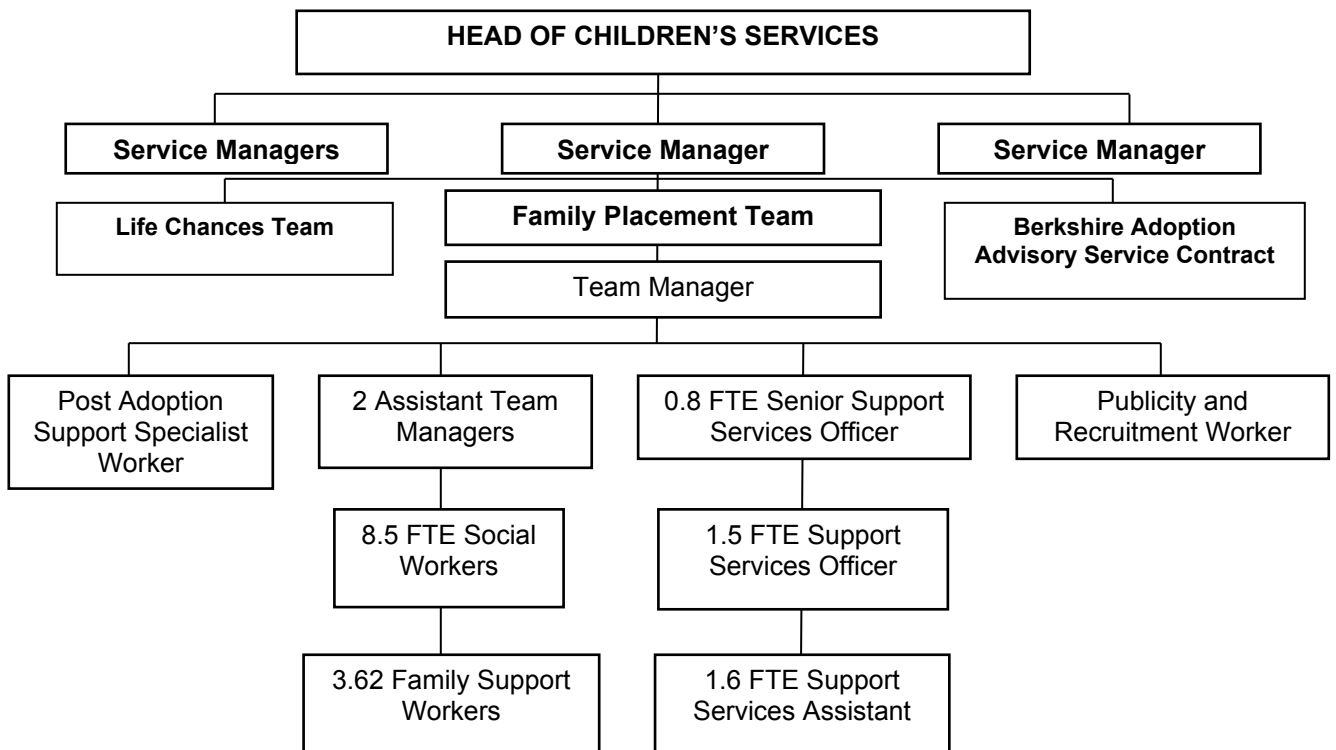 HEAD OF CHILDREN’S SERVICES
Service Managers
Service Manager
Service Manager
Life Chances Team
Family Placement Team
Berkshire Adoption
Advisory Service Contract
Team Manager
Post Adoption
Support Specialist
Worker
2 Assistant Team
Managers
0.8 FTE Senior Support
Services Officer
Publicity and
Recruitment Worker
8.5 FTE Social
Workers
1.5 FTE Support
Services Officer
3.62 Family Support
Workers
1.6 FTE Support
Services Assistant